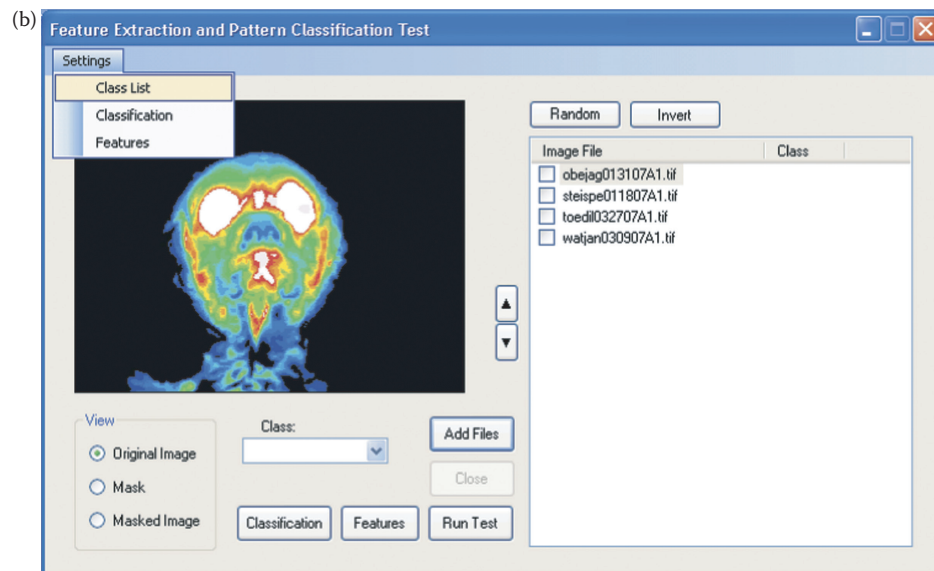 (b)
Feature Extraction and Pattern Classification Test
Settings
Class List
Classification
Features
Random Invert
Image File Class
obejag013107A1.tif
steispe011807A1.tif
toedil032707A1.tif
watjan030907A1.tif
View
Original Image
Mask
Masked Image
Class:
Add Files
Close
Classification Features Run Test